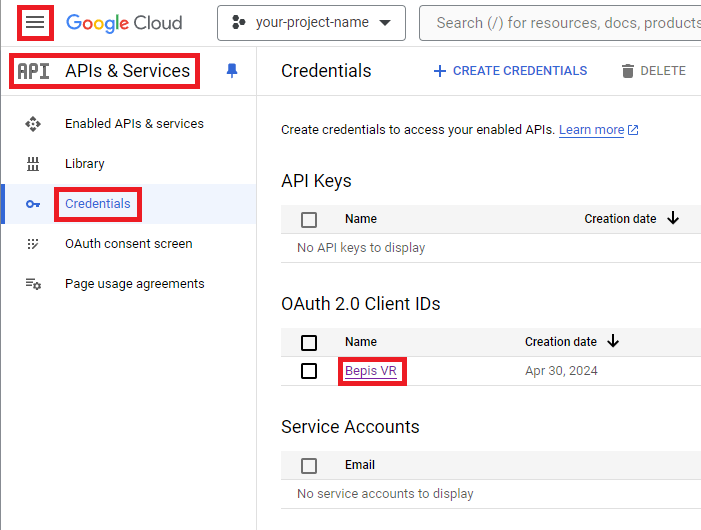 Google Cloud
your-project-name
Search (/) for resources, docs, products
API APIs & Services
Credentials
+ CREATE CREDENTIALS
DELETE
Enabled APIs & services
Library
Credentials
OAuth consent screen
Page usage agreements
Create credentials to access your enabled APIs. Learn more
API Keys
Name Creation date
No API keys to display
OAuth 2.0 Client IDs
Name Creation date
Bepis VR Apr 30, 2024
Service Accounts
Email
No service accounts to display